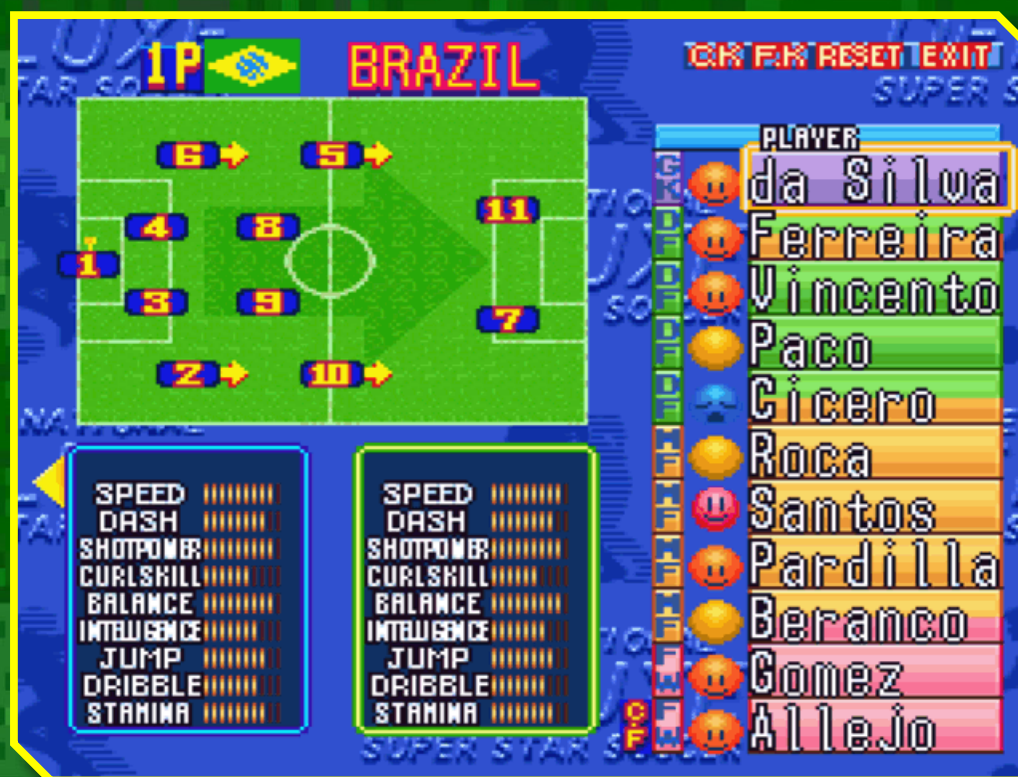 1P BRAZIL
C.K F.K RESET EXIT
SUPER S
6 5
11
4 8
1
3 9
7
2 10
PLAYER
GK da Silva
DF Ferreira
DF Vincento
DF Paco
DF Cicero
MF Roca
MF Santos
MF Pardilla
MF Beranco
FW Gomez
C.F FW Allejo
SPEED
DASH
SHOTPOWER
CURLSKILL
BALANCE
INTELLIGENCE
JUMP
DRIBBLE
STAMINA
SPEED
DASH
SHOTPOWER
CURLSKILL
BALANCE
INTELLIGENCE
JUMP
DRIBBLE
STAMINA
SUPER STAR S